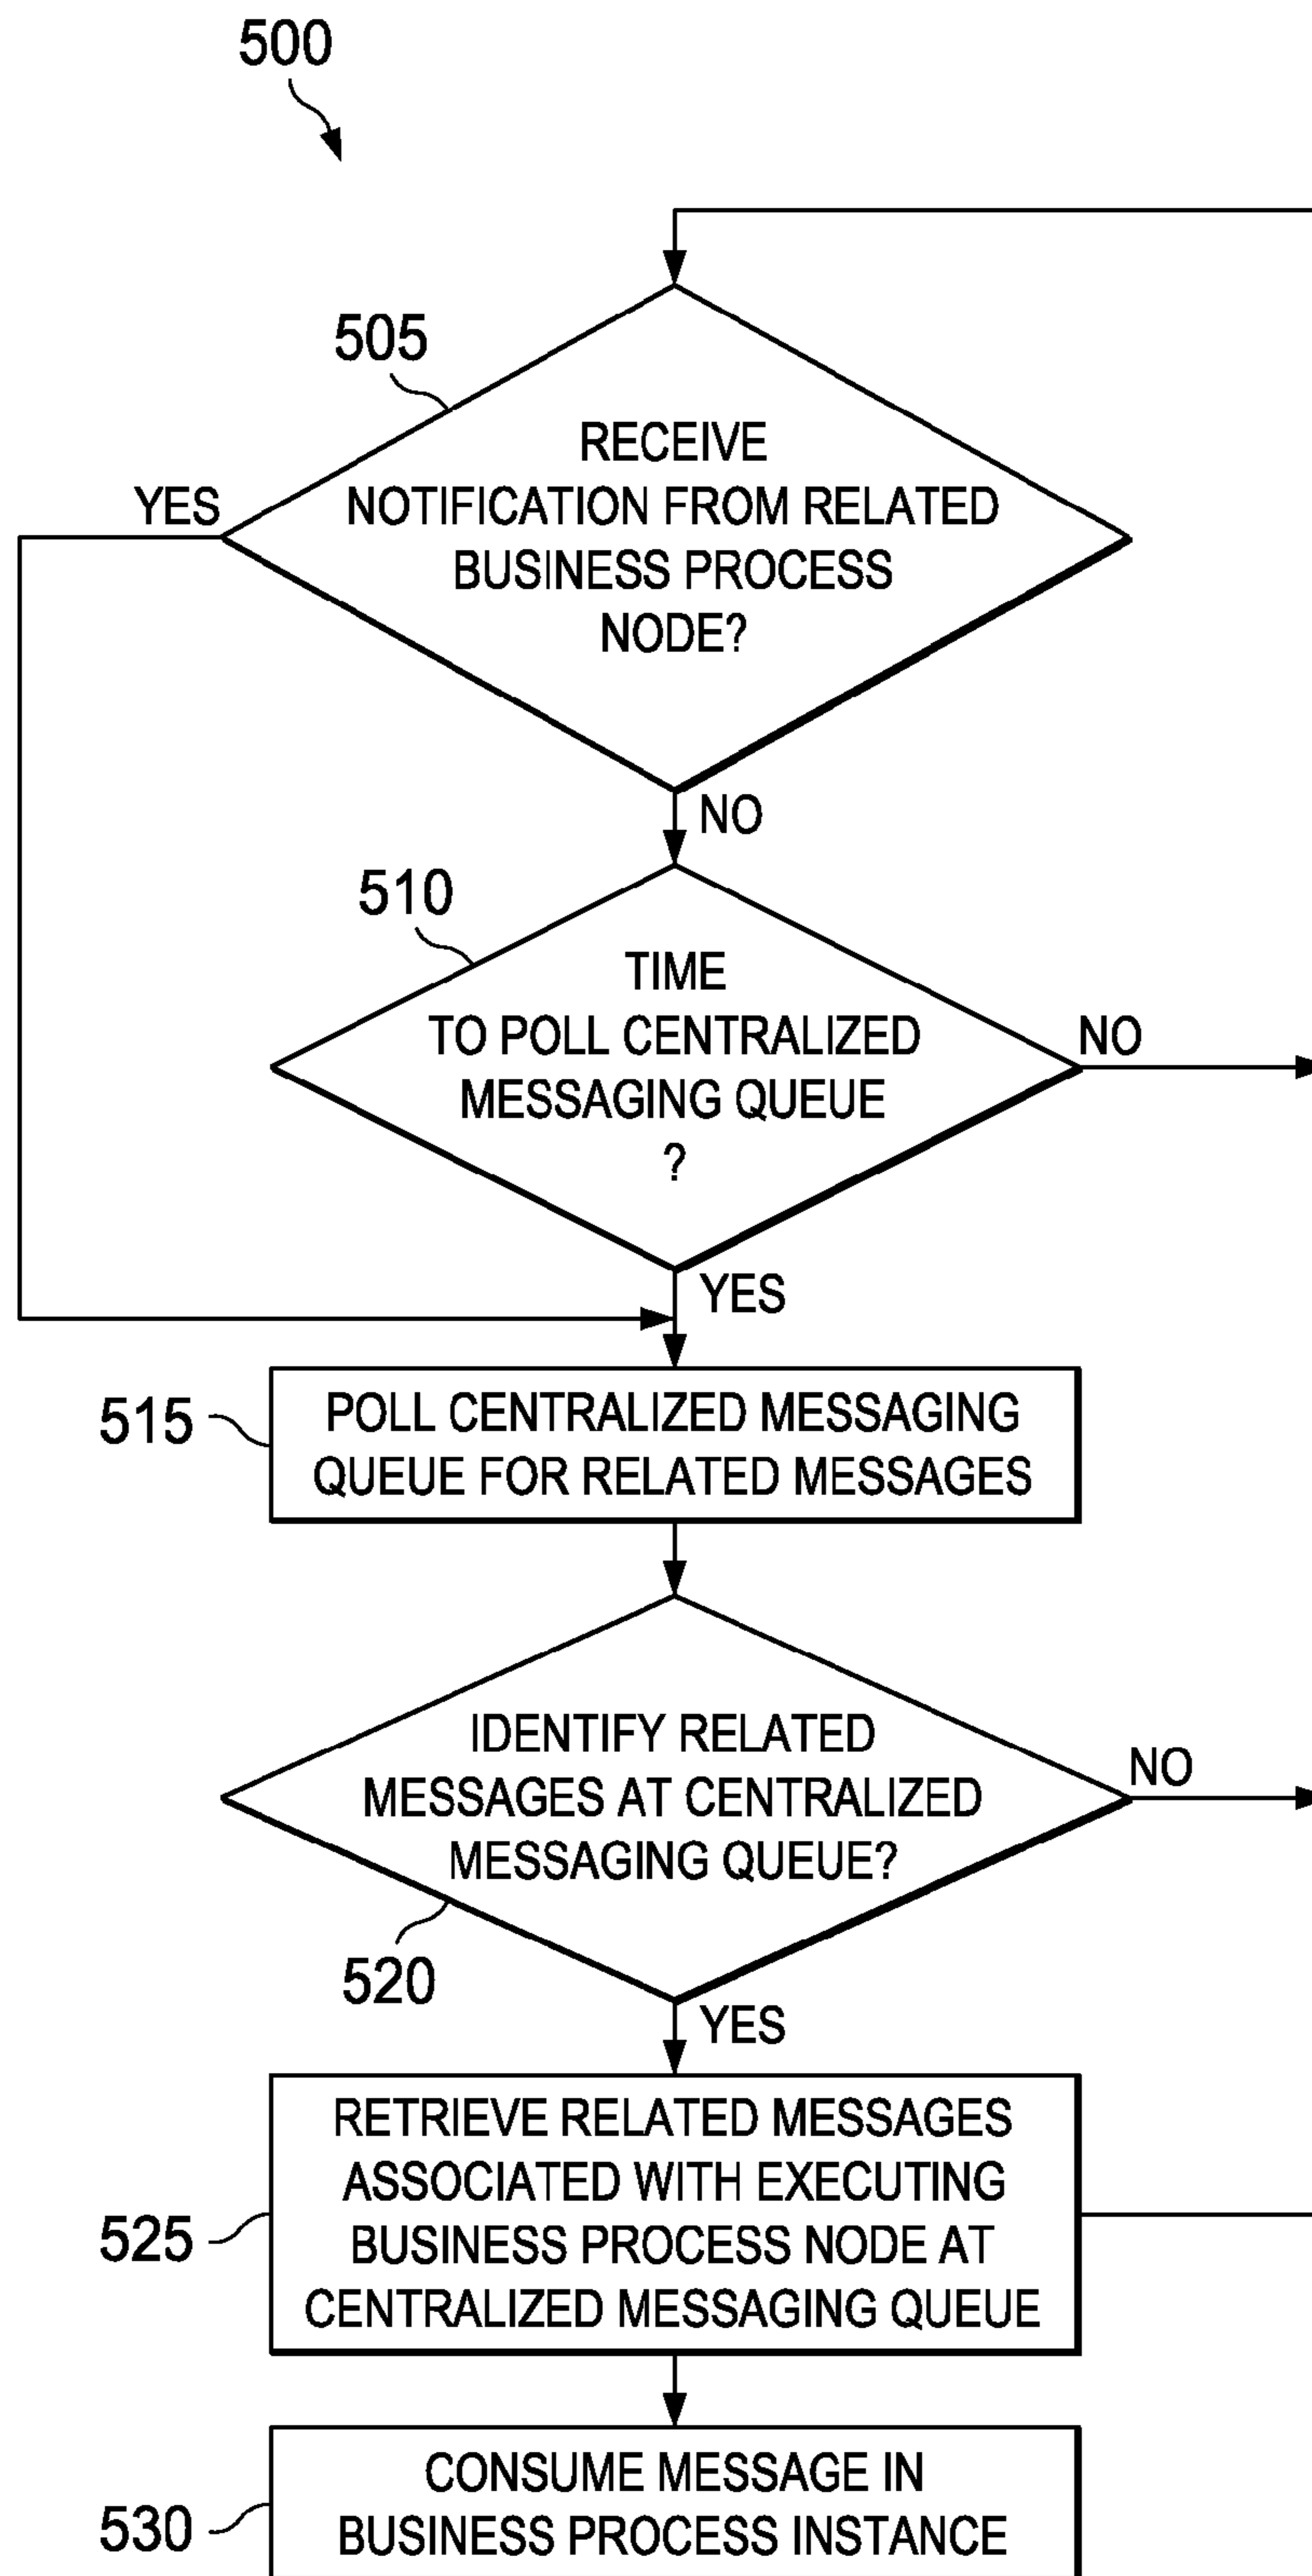 500
505
RECEIVE
NOTIFICATION FROM RELATED
BUSINESS PROCESS
NODE?
YES
NO
510
TIME
TO POLL CENTRALIZED
MESSAGING QUEUE
?
NO
YES
515
POLL CENTRALIZED MESSAGING
QUEUE FOR RELATED MESSAGES
IDENTIFY RELATED
MESSAGES AT CENTRALIZED
MESSAGING QUEUE?
NO
520
YES
RETRIEVE RELATED MESSAGES
ASSOCIATED WITH EXECUTING
BUSINESS PROCESS NODE AT
CENTRALIZED MESSAGING QUEUE
525
CONSUME MESSAGE IN
BUSINESS PROCESS INSTANCE
530